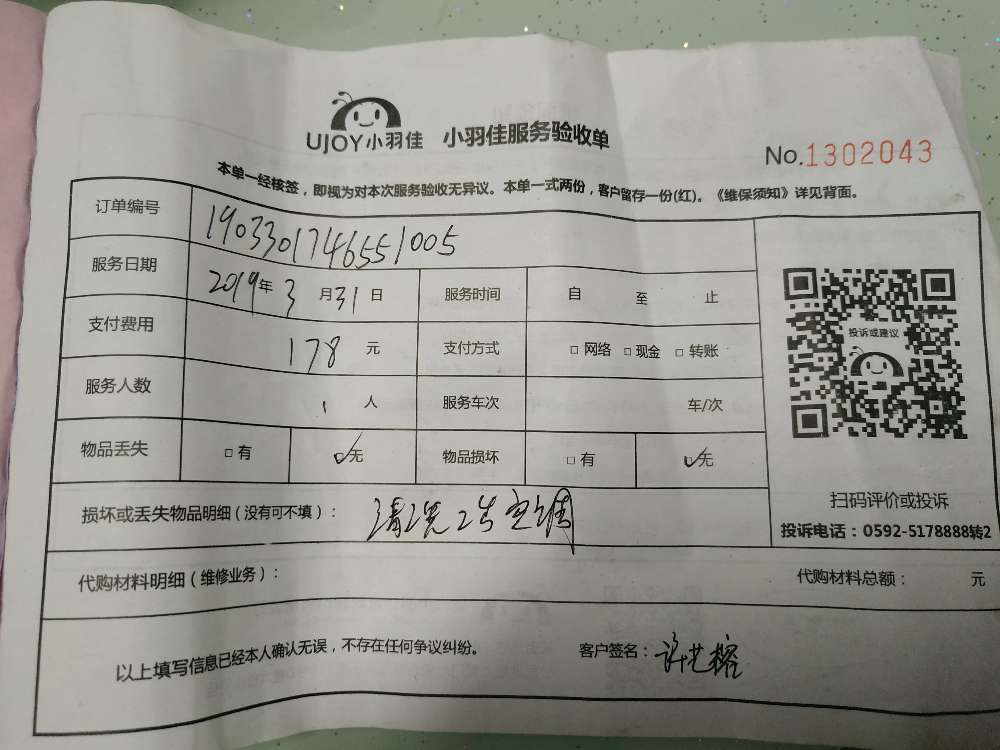 UJOY小羽佳 小羽佳服务验收单
No.1302043
本单一经核签，即视为对本次服务验收无异议。本单一式两份，客户留存一份(红)。《维保须知》详见背面。
订单编号 1903301746551005
服务日期 2019年3月31日 服务时间 自 至 止
支付费用 178元 支付方式 □网络 □现金 □转账
服务人数 1人 服务车次 车/次
物品丢失 □有 ☑无 物品损坏 □有 ☑无
投诉或建议
扫码评价或投诉
投诉电话：0592-5178888转2
损坏或丢失物品明细（没有可不填）： 清洗2台空调
代购材料明细（维修业务）： 代购材料总额： 元
以上填写信息已经本人确认无误，不存在任何争议纠纷。 客户签名：许艺榕